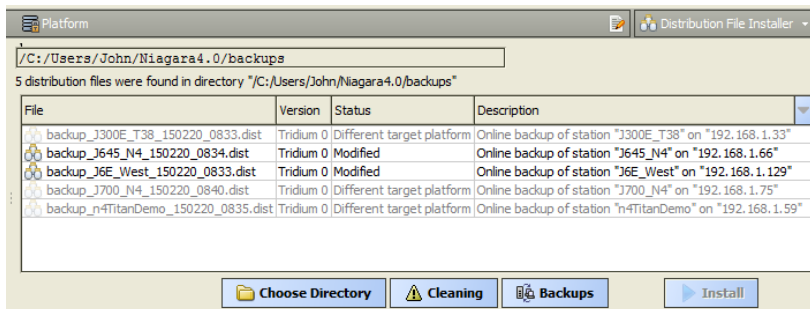 Platform Distribution File Installer
/C:/Users/John/Niagara4.0/backups
5 distribution files were found in directory "/C:/Users/John/Niagara4.0/backups"
File Version Status Description
backup_J300E_T38_150220_0833.dist Tridium 0 Different target platform Online backup of station "J300E_T38" on "192.168.1.33"
backup_J645_N4_150220_0834.dist Tridium 0 Modified Online backup of station "J645_N4" on "192.168.1.66"
backup_J6E_West_150220_0833.dist Tridium 0 Modified Online backup of station "J6E_West" on "192.168.1.129"
backup_J700_N4_150220_0840.dist Tridium 0 Different target platform Online backup of station "J700_N4" on "192.168.1.75"
backup_n4TitanDemo_150220_0835.dist Tridium 0 Different target platform Online backup of station "n4TitanDemo" on "192.168.1.59"
Choose Directory Cleaning Backups Install